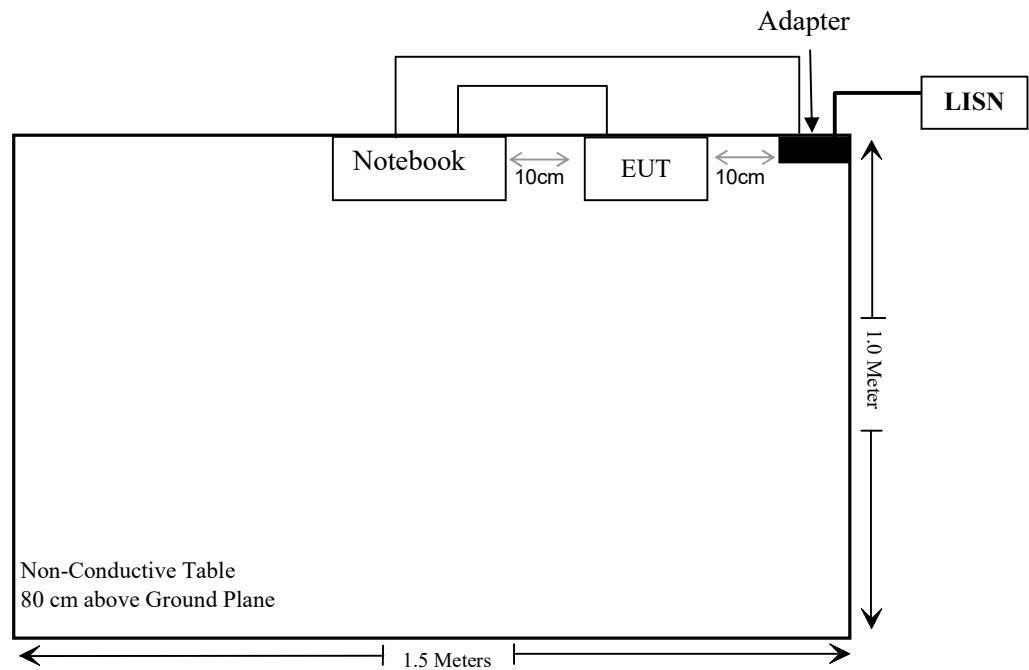 Adapter
LISN
Notebook
EUT
10cm
10cm
1.0 Meter
Non-Conductive Table
80 cm above Ground Plane
1.5 Meters